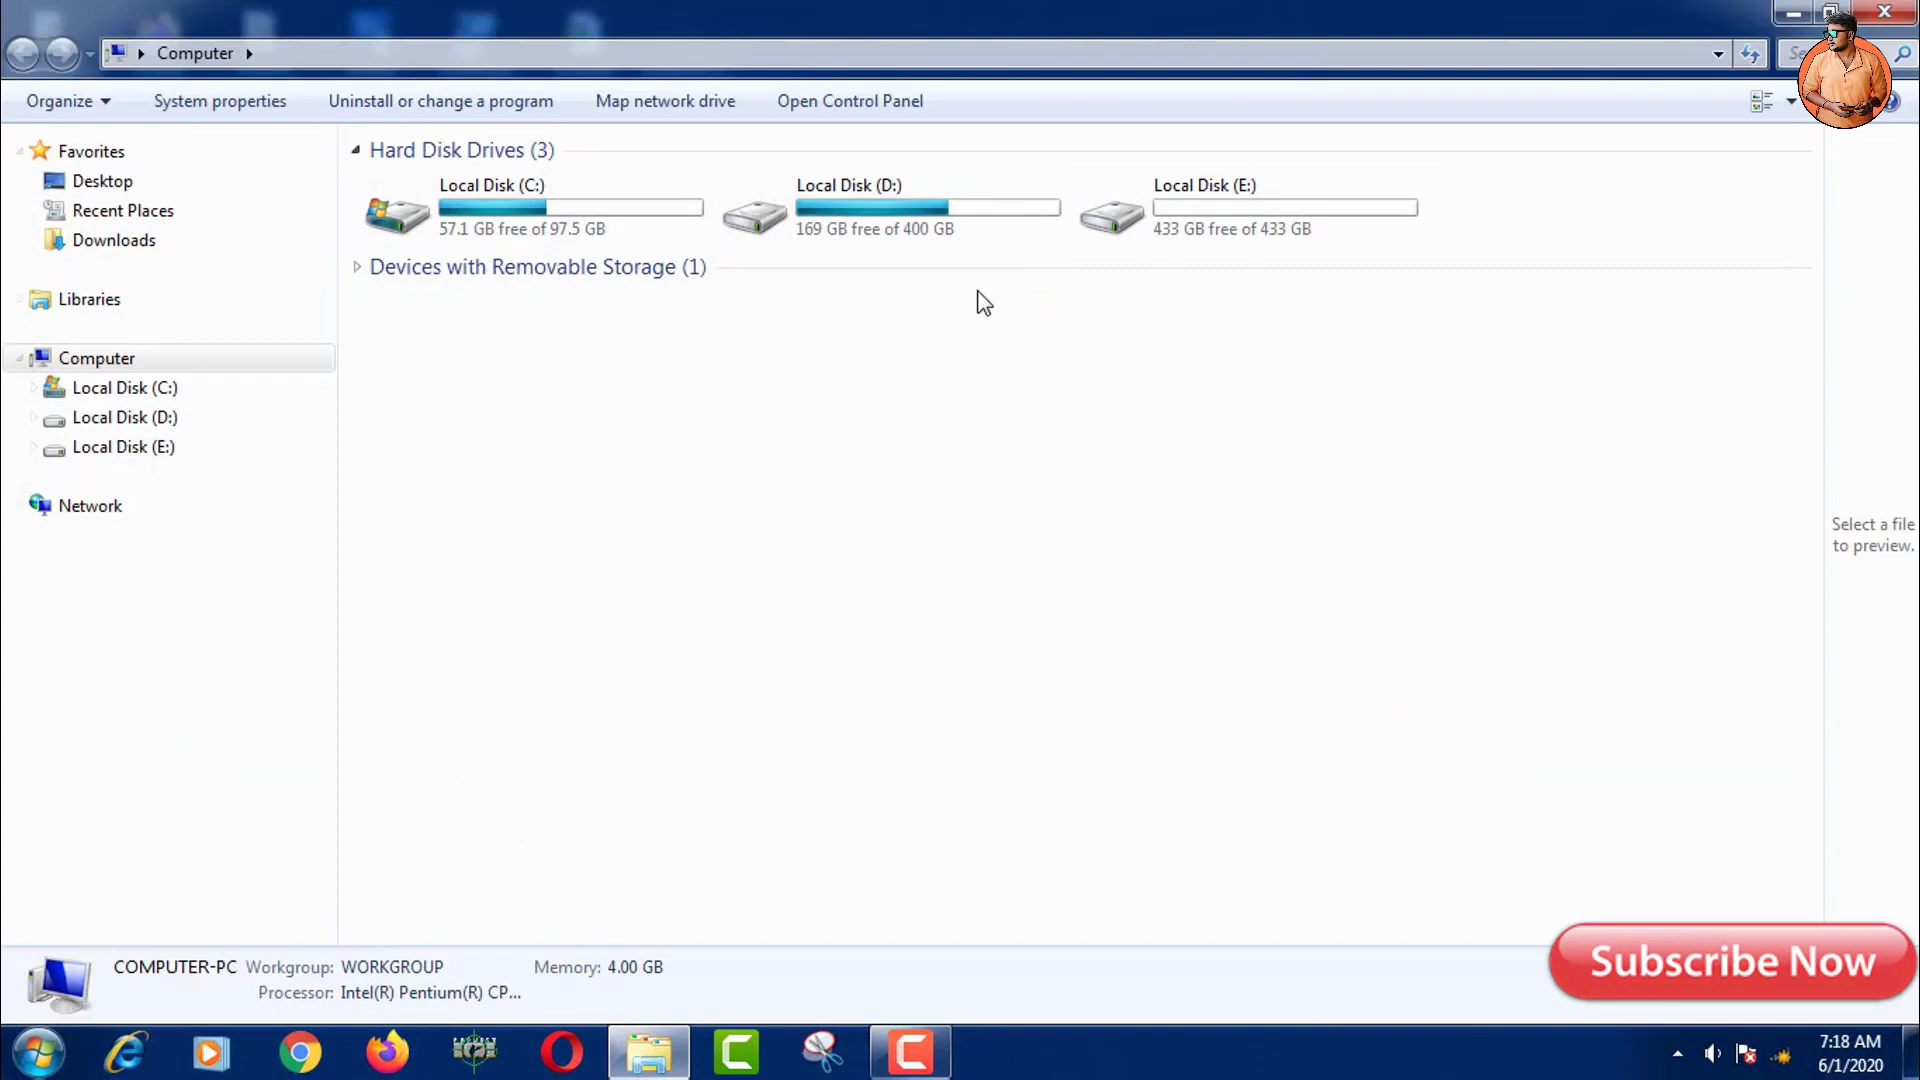 Computer
Organize
System properties
Uninstall or change a program
Map network drive
Open Control Panel
Favorites
Desktop
Recent Places
Downloads
Libraries
Computer
Local Disk (C:)
Local Disk (D:)
Local Disk (E:)
Network
Hard Disk Drives (3)
Local Disk (C:)
57.1 GB free of 97.5 GB
Local Disk (D:)
169 GB free of 400 GB
Local Disk (E:)
433 GB free of 433 GB
Devices with Removable Storage (1)
Select a file
to preview.
COMPUTER-PC Workgroup: WORKGROUP Memory: 4.00 GB
Processor: Intel(R) Pentium(R) CP...
Subscribe Now
7:18 AM
6/1/2020